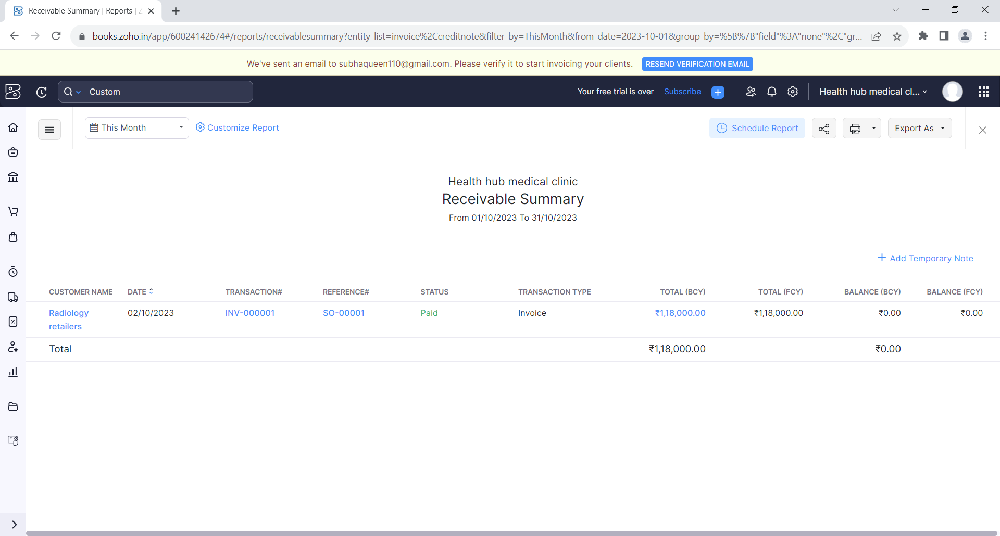 Receivable Summary | Reports | Z
books.zoho.in/app/60024142674#/reports/receivablesummary?entity_list=invoice%2Ccreditnote&filter_by=ThisMonth&from_date=2023-10-01&group_by=%5B%7B"field"%3A"none"%2C"gr...
We've sent an email to subhaqueen110@gmail.com. Please verify it to start invoicing your clients. RESEND VERIFICATION EMAIL
Custom Your free trial is over Subscribe Health hub medical cl...
This Month Customize Report Schedule Report Export As
Health hub medical clinic
Receivable Summary
From 01/10/2023 To 31/10/2023
+ Add Temporary Note
CUSTOMER NAME DATE TRANSACTION# REFERENCE# STATUS TRANSACTION TYPE TOTAL (BCY) TOTAL (FCY) BALANCE (BCY) BALANCE (FCY)
Radiology 02/10/2023 INV-000001 SO-00001 Paid Invoice ₹1,18,000.00 ₹1,18,000.00 ₹0.00 ₹0.00
retailers
Total ₹1,18,000.00 ₹0.00